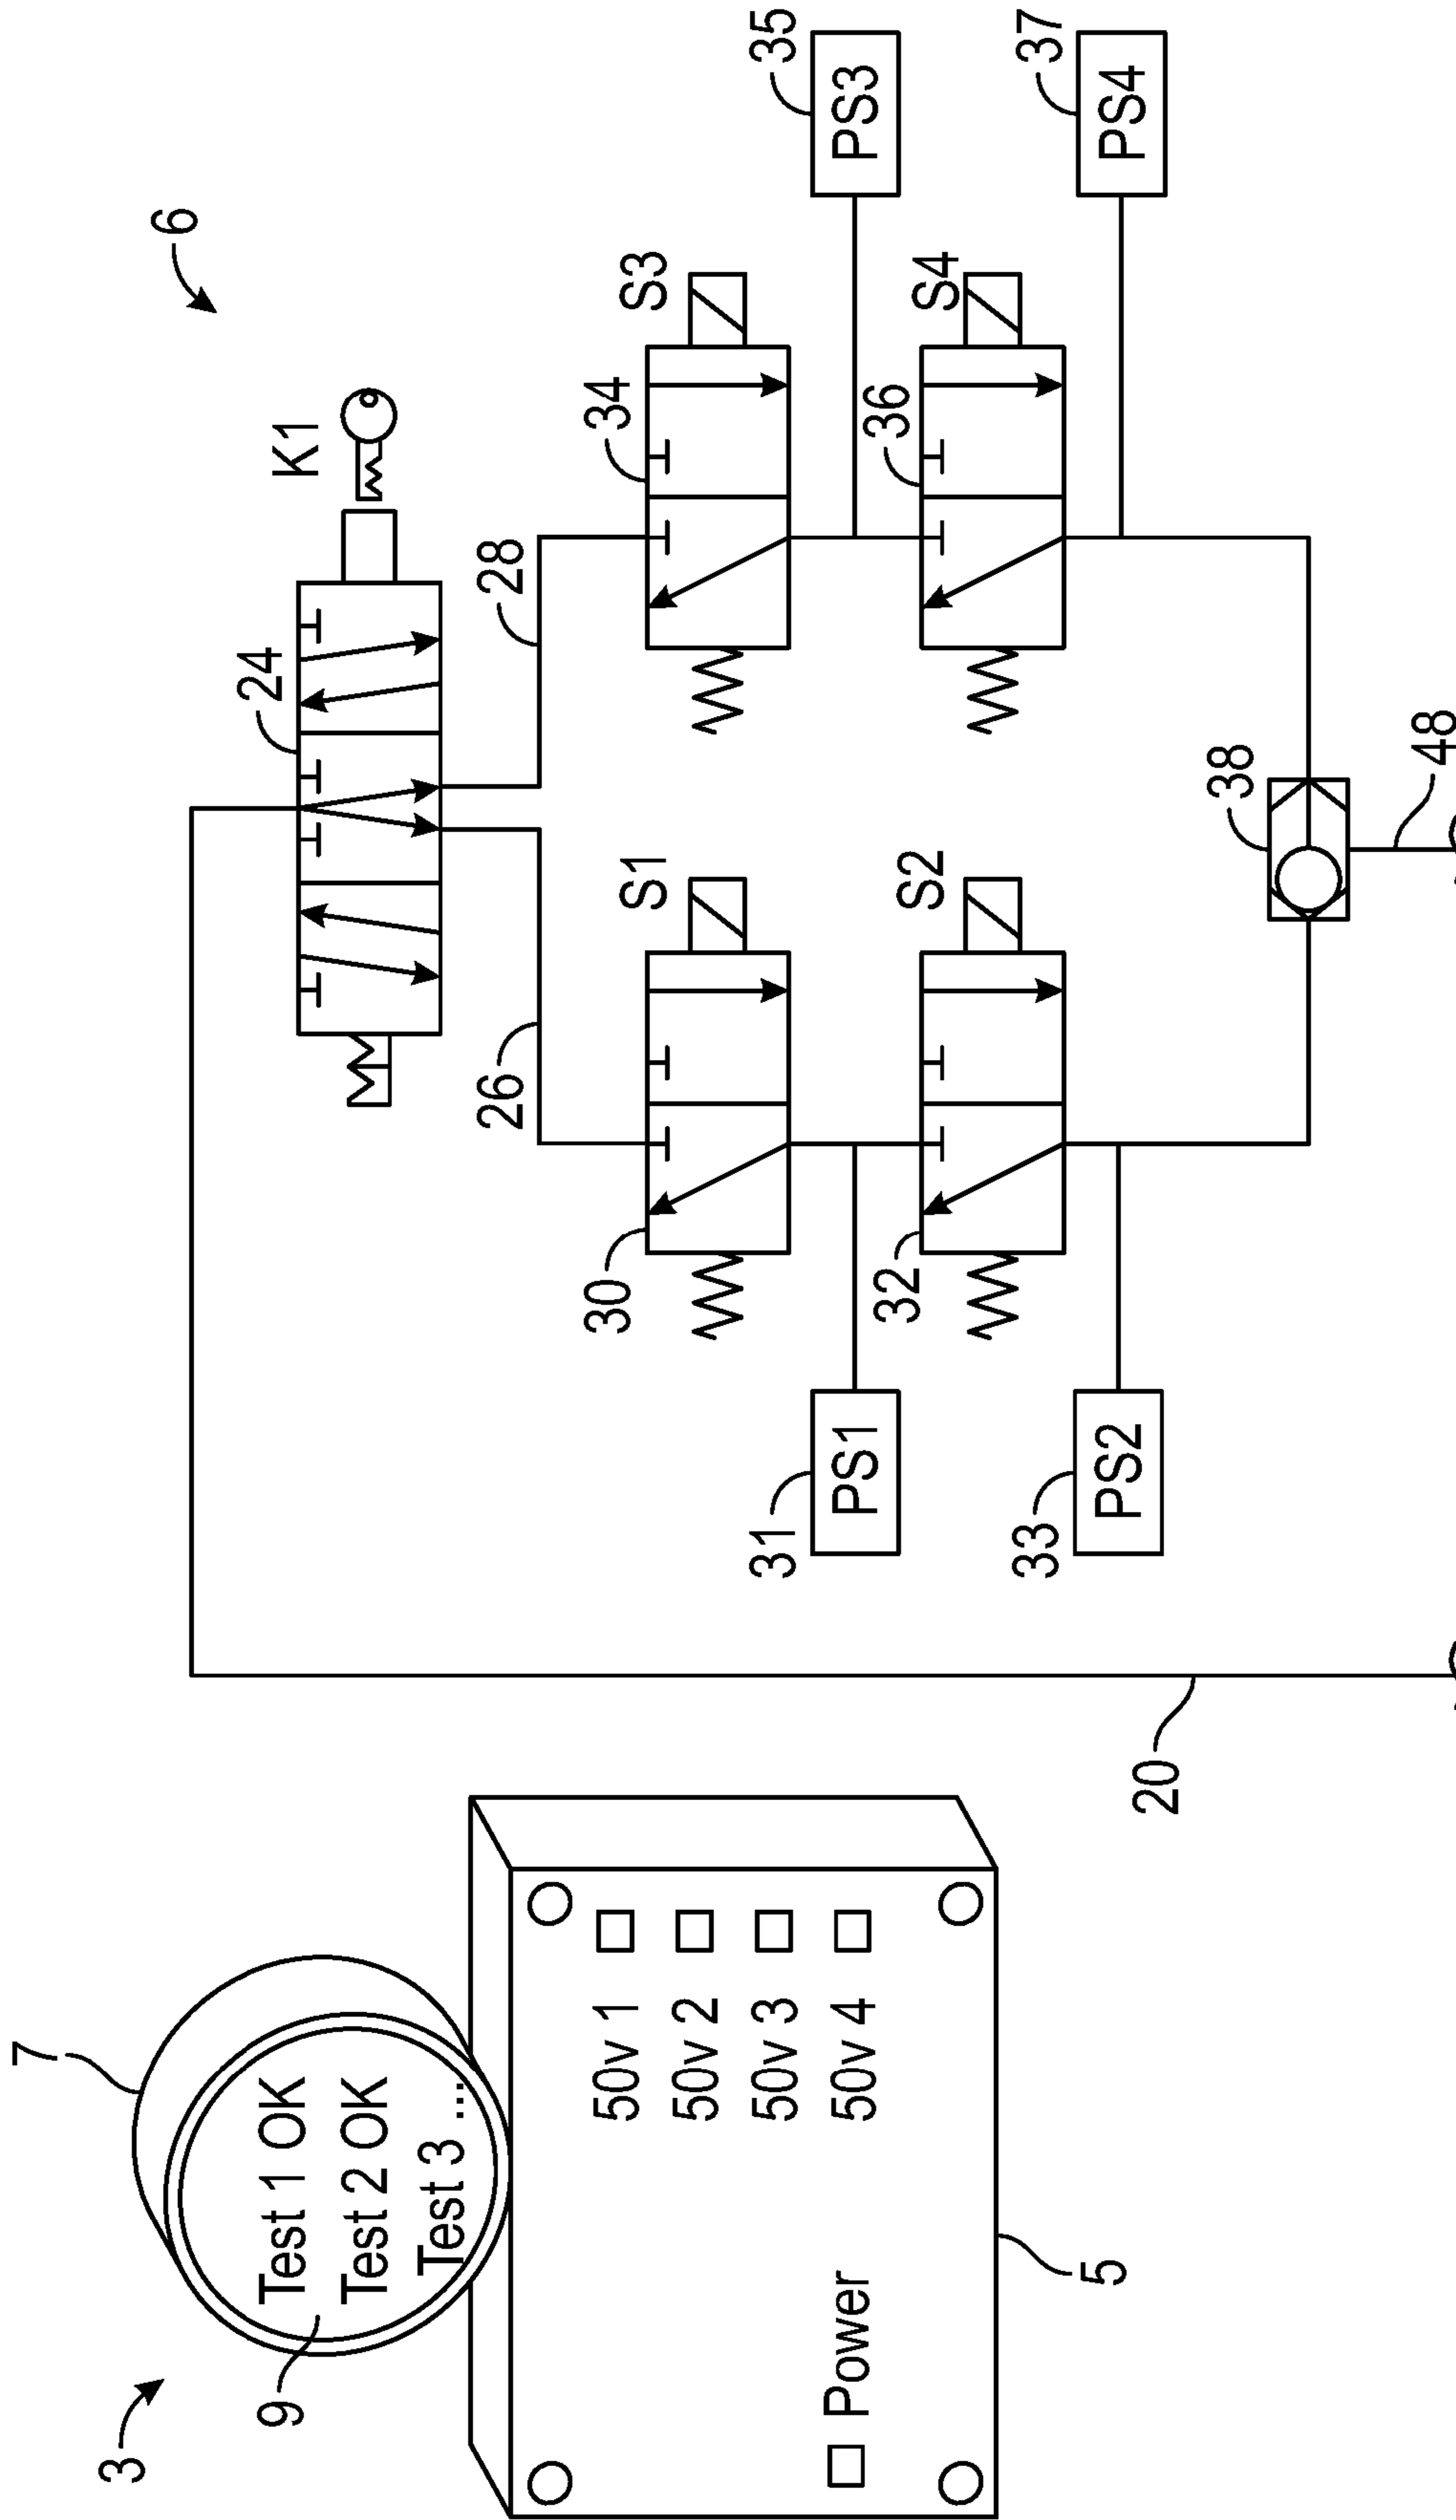 7
3
6
9
Test 1 OK
Test 2 OK
Test 3 ...
24
K1
26
28
30
S1
34
S3
50v 1
50v 2
50v 3
50v 4
Power
31
PS1
35
PS3
32
S2
36
S4
33
PS2
37
PS4
5
20
38
48